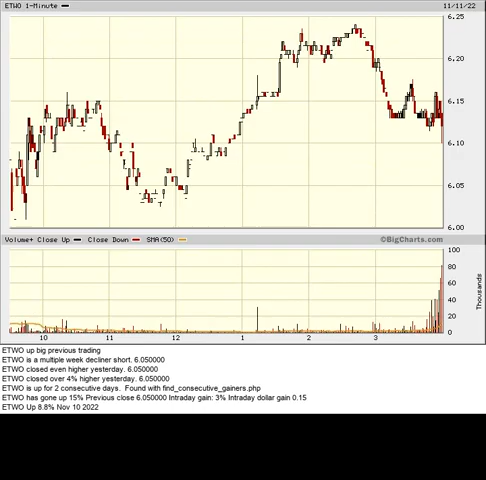 ETWO 1-Minute
11/11/22
6.25
6.20
6.15
6.10
6.05
6.00
Volume+ Close Up Close Down SMA(50) ©BigCharts.com
100
80
60
40
20
0
Thousands
10 11 12 1 2 3
ETWO up big previous trading
ETWO is a multiple week decliner short. 6.050000
ETWO closed even higher yesterday. 6.050000
ETWO closed over 4% higher yesterday. 6.050000
ETWO is up for 2 consecutive days. Found with find_consecutive_gainers.php
ETWO has gone up 15% Previous close 6.050000 Intraday gain: 3% Intraday dollar gain 0.15
ETWO Up 8.8% Nov 10 2022